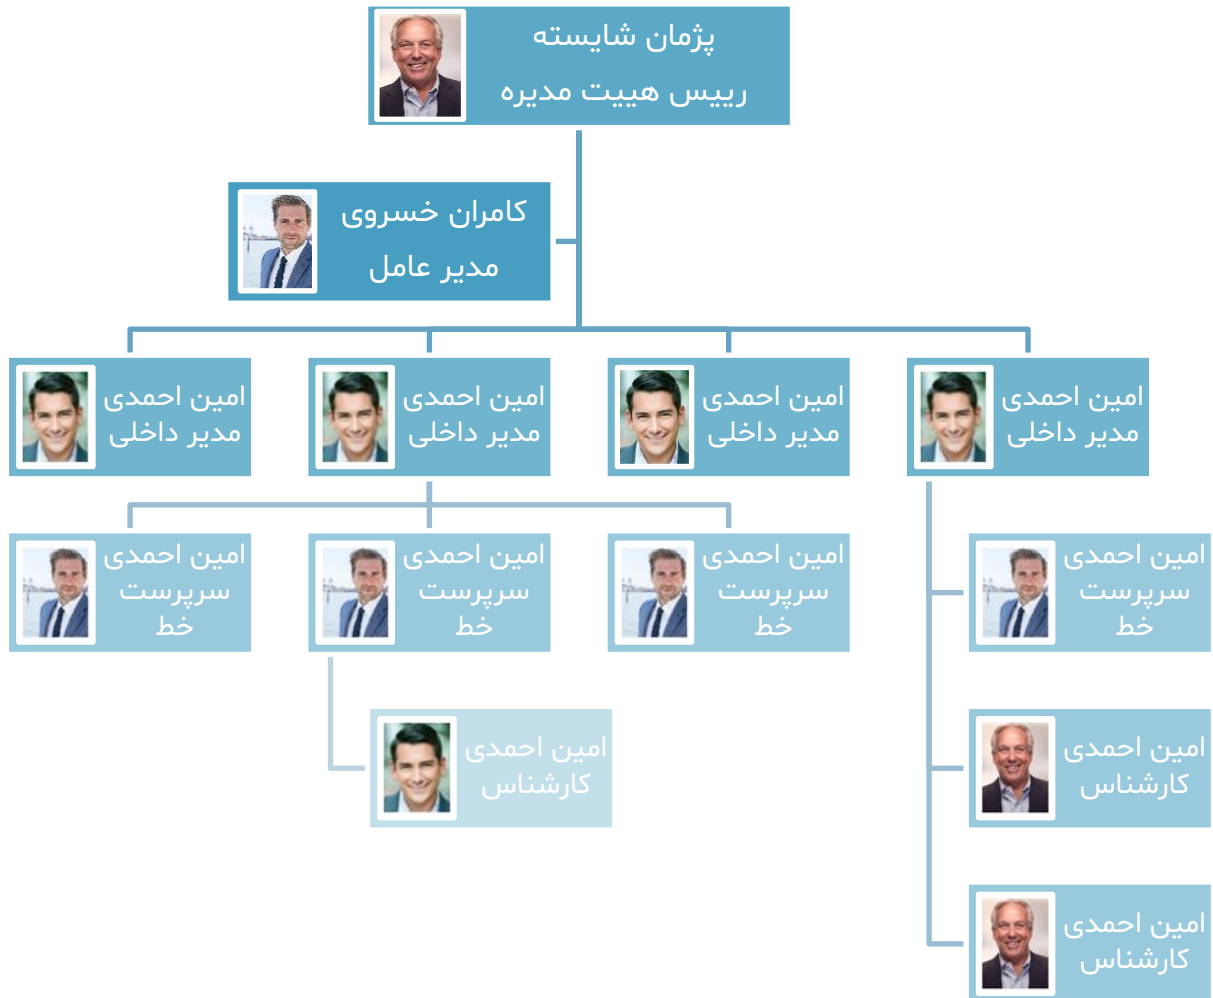 پژمان شایسته
رییس هییت مدیره
کامران خسروی
مدیر عامل
امین احمدی
مدیر داخلی
امین احمدی
مدیر داخلی
امین احمدی
مدیر داخلی
امین احمدی
مدیر داخلی
امین احمدی
سرپرست
خط
امین احمدی
سرپرست
خط
امین احمدی
سرپرست
خط
امین احمدی
سرپرست
خط
امین احمدی
کارشناس
امین احمدی
کارشناس
امین احمدی
کارشناس